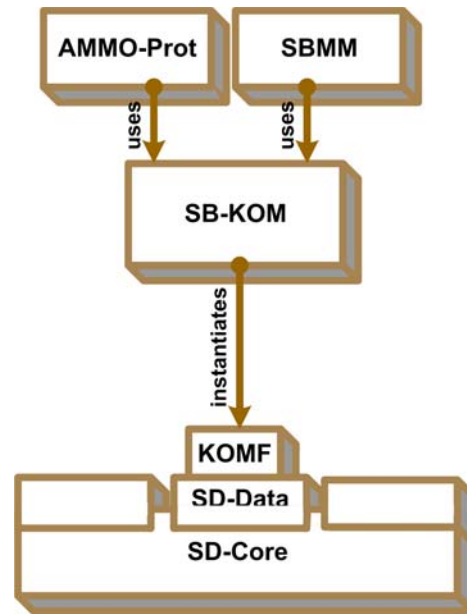 AMMO-Prot
SBMM
uses
uses
SB-KOM
instantiates
KOMF
SD-Data
SD-Core